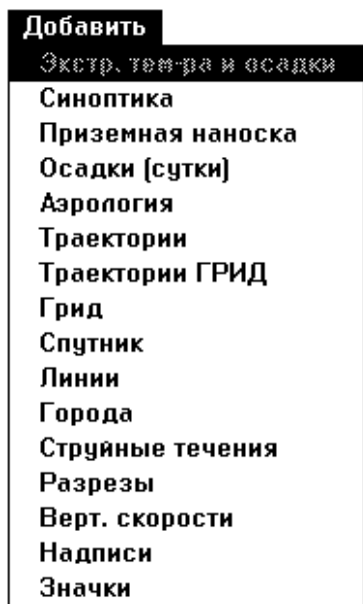 Добавить
Экстр. тем-ра и осадки
Синоптика
Приземная наноска
Осадки (сутки)
Аэрология
Траектории
Траектории ГРИД
Грид
Спутник
Линии
Города
Струйные течения
Разрезы
Верт. скорости
Надписи
Значки